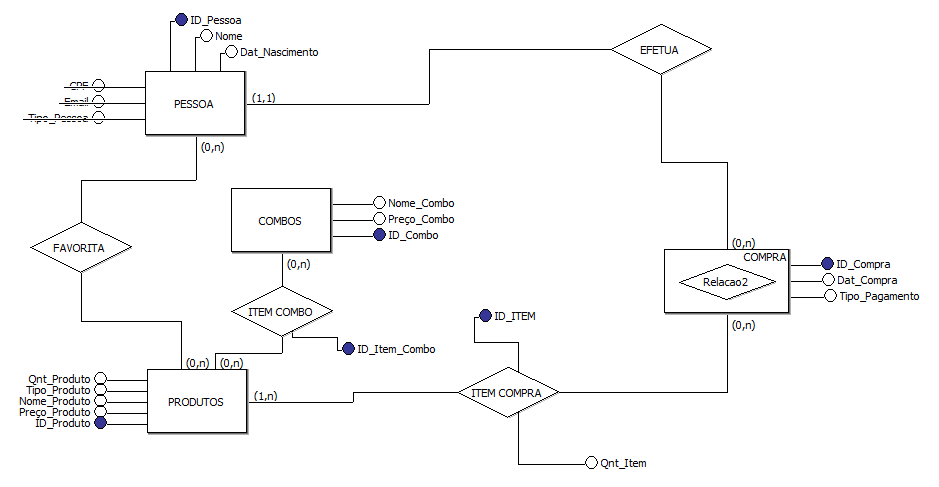 ID_Pessoa
Nome
Dat_Nascimento
CPF
Email
Tipo_Pessoa
PESSOA
(1,1)
EFETUA
(0,n)
FAVORITA
COMBOS
Nome_Combo
Preço_Combo
ID_Combo
(0,n)
ITEM COMBO
ID_Item_Combo
(0,n)
COMPRA
Relacao2
ID_Compra
Dat_Compra
Tipo_Pagamento
(0,n)
ID_ITEM
(0,n)
(0,n)
Qnt_Produto
Tipo_Produto
Nome_Produto
Preço_Produto
ID_Produto
PRODUTOS
(1,n)
ITEM COMPRA
Qnt_Item